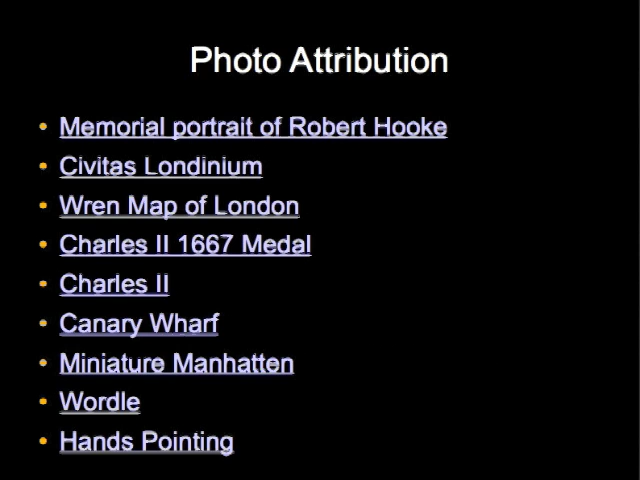 Photo Attribution
Memorial portrait of Robert Hooke
Civitas Londinium
Wren Map of London
Charles II 1667 Medal
Charles II
Canary Wharf
Miniature Manhatten
Wordle
Hands Pointing